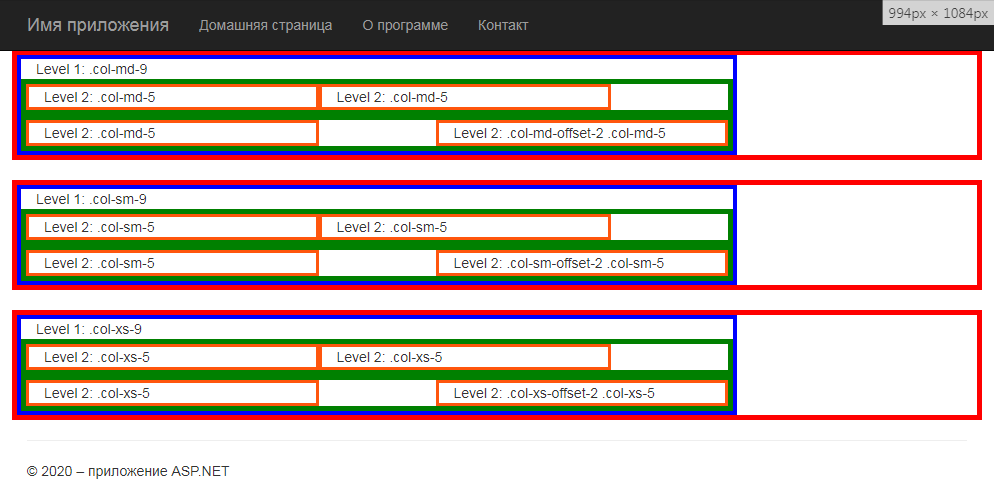 Имя приложения Домашняя страница О программе Контакт 994px × 1084px
Level 1: .col-md-9
Level 2: .col-md-5 Level 2: .col-md-5
Level 2: .col-md-5 Level 2: .col-md-offset-2 .col-md-5
Level 1: .col-sm-9
Level 2: .col-sm-5 Level 2: .col-sm-5
Level 2: .col-sm-5 Level 2: .col-sm-offset-2 .col-sm-5
Level 1: .col-xs-9
Level 2: .col-xs-5 Level 2: .col-xs-5
Level 2: .col-xs-5 Level 2: .col-xs-offset-2 .col-xs-5
© 2020 – приложение ASP.NET